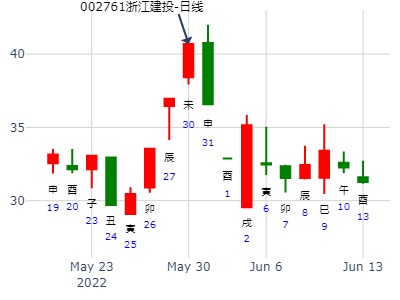 002761浙江建投-日线
40
35
30
申
19
酉
20
子
23
丑
24
寅
25
卯
26
辰
27
未
30
申
31
酉
1
戌
2
寅
6
卯
7
辰
8
巳
9
午
10
酉
13
May 23
2022
May 30
Jun 6
Jun 13